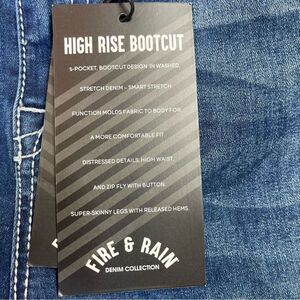 HIGH RISE BOOTCUT
5-POCKET, BOOTCUT DESIGN IN WASHED,
STRETCH DENIM - SMART STRETCH
FUNCTION MOLDS FABRIC TO BODY FOR
A MORE COMFORTABLE FIT.
DISTRESSED DETAILS, HIGH WAIST,
AND ZIP FLY WITH BUTTON.
SUPER-SKINNY LEGS WITH RELEASED HEMS.
FIRE & RAIN
DENIM COLLECTION